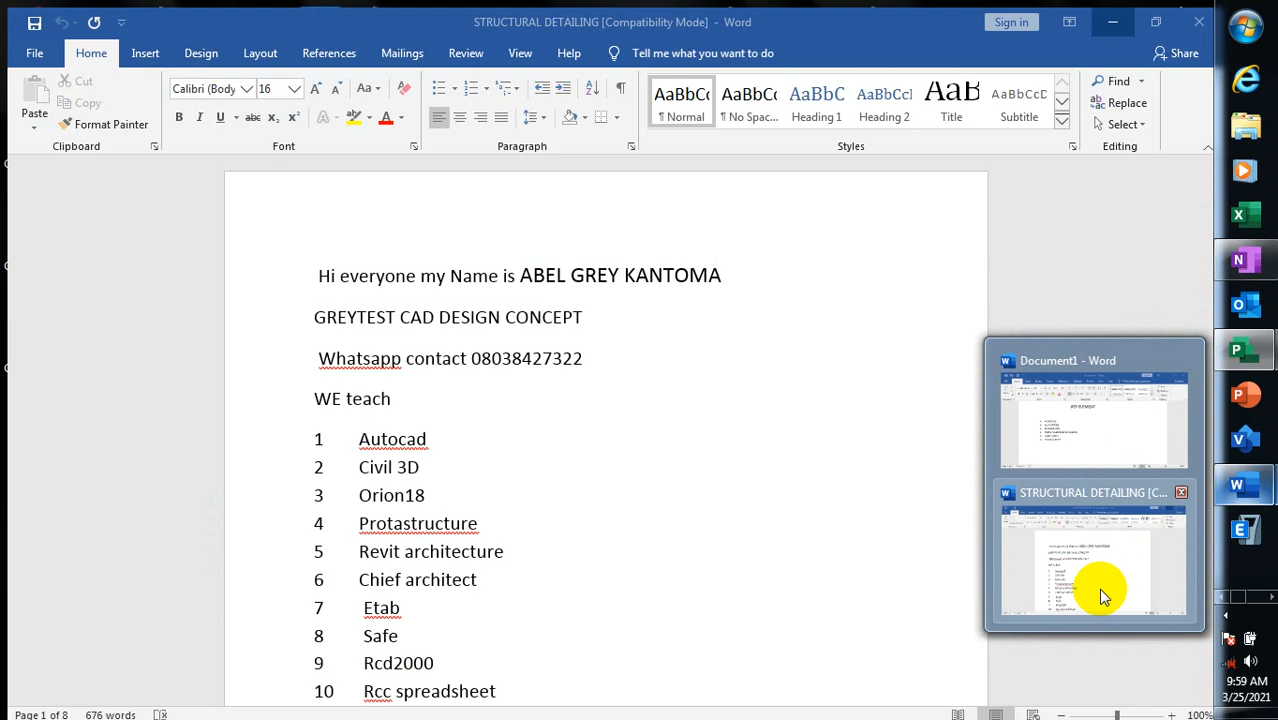 STRUCTURAL DETAILING [Compatibility Mode] - Word
Sign in
File Home Insert Design Layout References Mailings Review View Help Tell me what you want to do Share
Paste
Cut
Copy
Format Painter
Clipboard
Calibri (Body 16
Font
Paragraph
AaBbCc AaBbCc AaBbC AaBbCcI AaB AaBbCcD
¶ Normal ¶ No Spac... Heading 1 Heading 2 Title Subtitle
Styles
Find
Replace
Select
Editing
Hi everyone my Name is ABEL GREY KANTOMA
GREYTEST CAD DESIGN CONCEPT
Whatsapp contact 08038427322
WE teach
1 Autocad
2 Civil 3D
3 Orion18
4 Protastructure
5 Revit architecture
6 Chief architect
7 Etab
8 Safe
9 Rcd2000
10 Rcc spreadsheet
Document1 - Word
STRUCTURAL DETAILING [C...
9:59 AM
3/25/2021
Page 1 of 8 676 words
100%